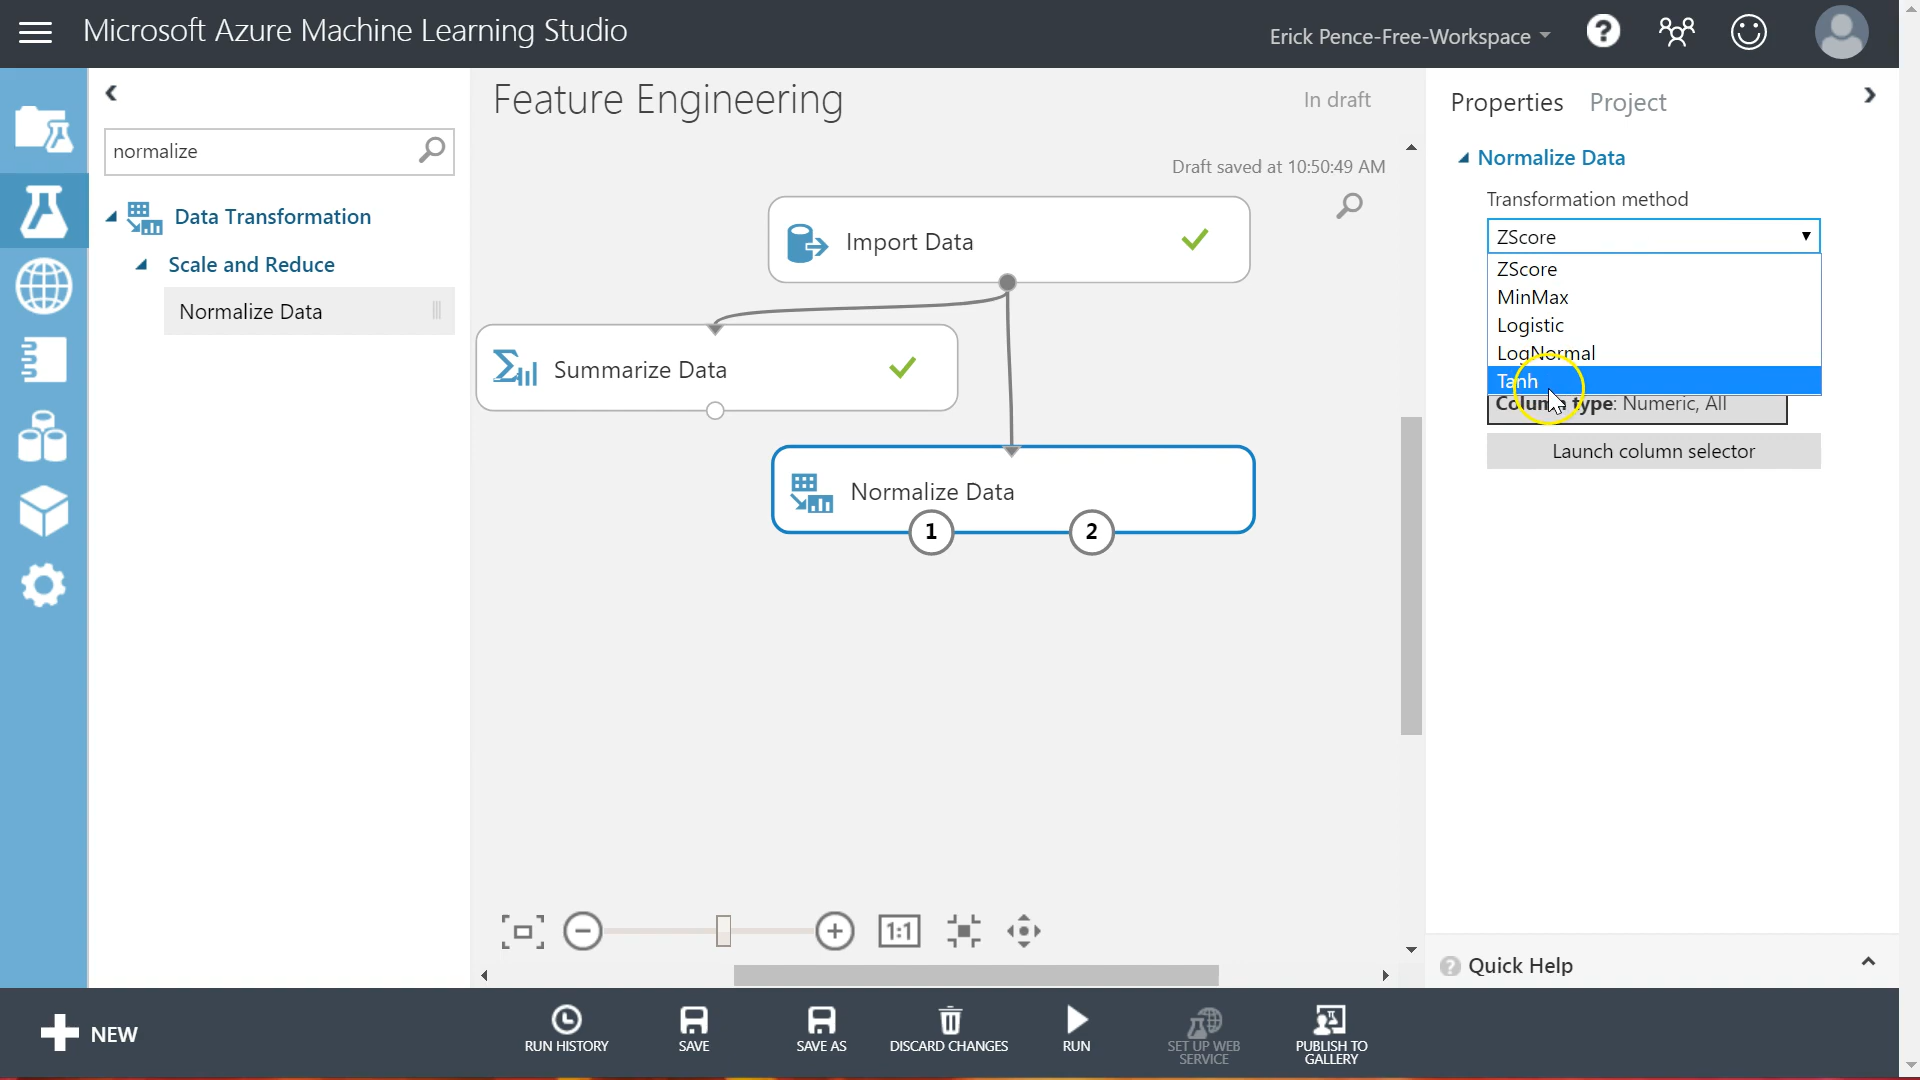 Microsoft Azure Machine Learning Studio
Erick Pence-Free-Workspace
?
normalize
Data Transformation
Scale and Reduce
Normalize Data
Feature Engineering
In draft
Draft saved at 10:50:49 AM
Import Data
Summarize Data
Normalize Data
1
2
1:1
Properties
Project
Normalize Data
Transformation method
ZScore
ZScore
MinMax
Logistic
LogNormal
Tanh
Column type: Numeric, All
Launch column selector
? Quick Help
NEW
RUN HISTORY
SAVE
SAVE AS
DISCARD CHANGES
RUN
SET UP WEB
SERVICE
PUBLISH TO
GALLERY